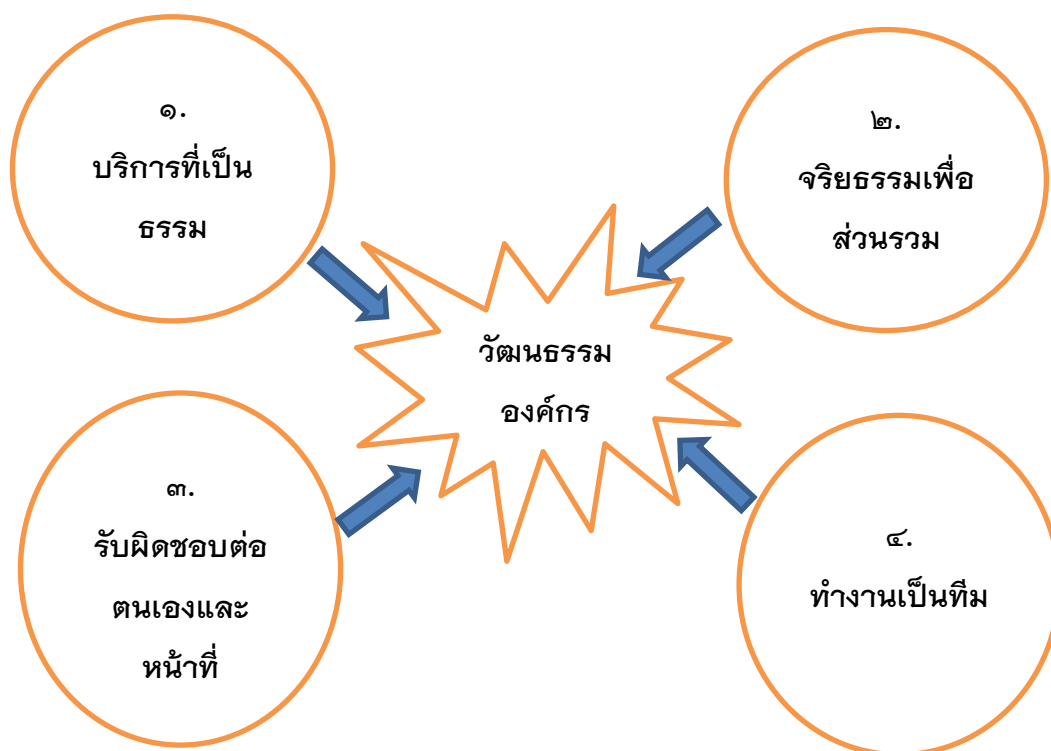 ๑.
บริการที่เป็น
ธรรม
๒.
จริยธรรมเพื่อ
ส่วนรวม
วัฒนธรรม
องค์กร
๓.
รับผิดชอบต่อ
ตนเองและ
หน้าที่
๔.
ทำงานเป็นทีม